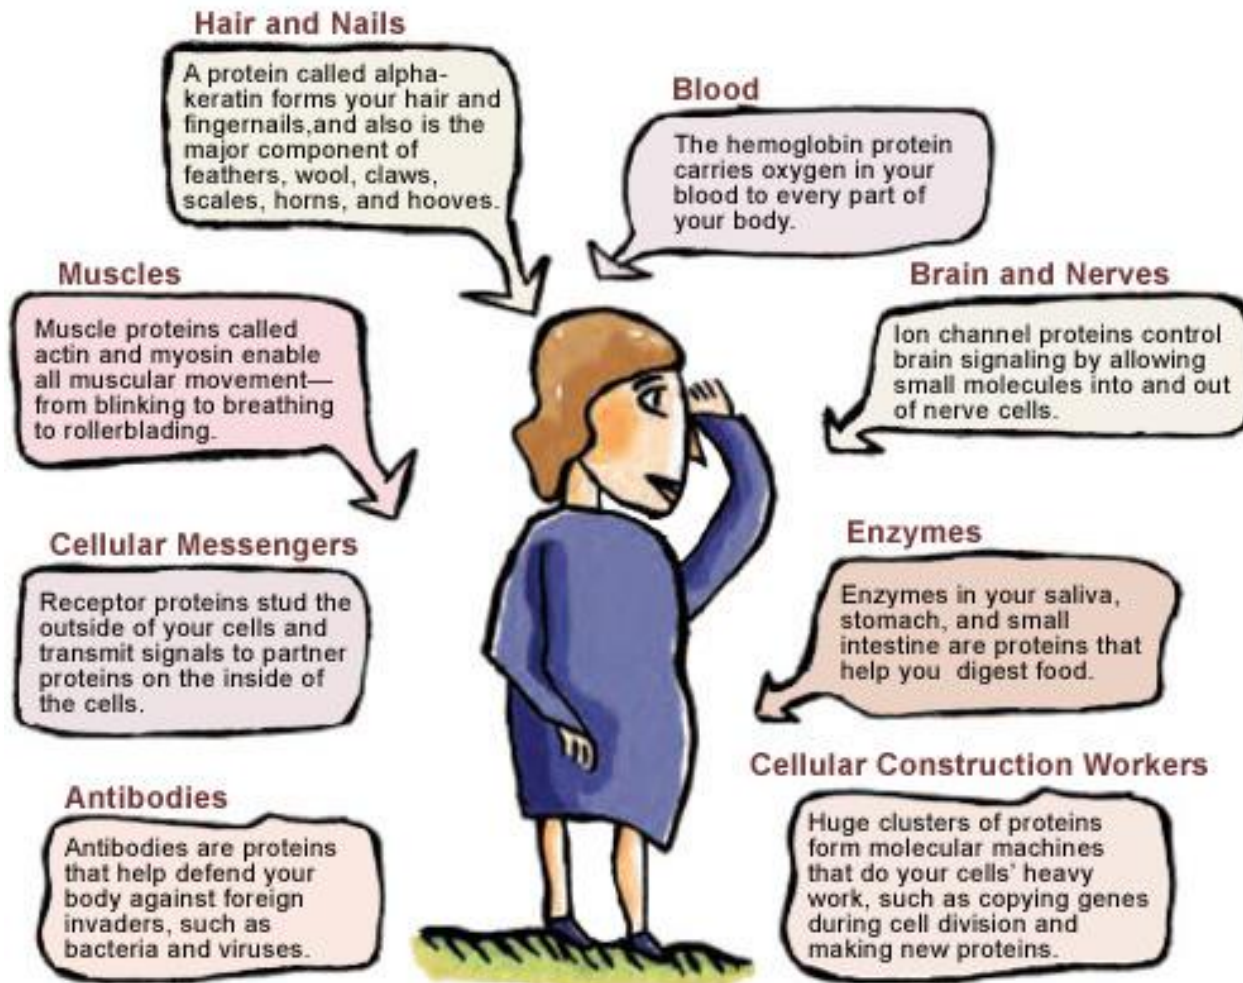 Hair and Nails
A protein called alpha-
keratin forms your hair and
fingernails,and also is the
major component of
feathers, wool, claws,
scales, horns, and hooves.
Blood
The hemoglobin protein
carries oxygen in your
blood to every part of
your body.
Muscles
Muscle proteins called
actin and myosin enable
all muscular movement—
from blinking to breathing
to rollerblading.
Brain and Nerves
Ion channel proteins control
brain signaling by allowing
small molecules into and out
of nerve cells.
Cellular Messengers
Receptor proteins stud the
outside of your cells and
transmit signals to partner
proteins on the inside of
the cells.
Enzymes
Enzymes in your saliva,
stomach, and small
intestine are proteins that
help you digest food.
Antibodies
Antibodies are proteins
that help defend your
body against foreign
invaders, such as
bacteria and viruses.
Cellular Construction Workers
Huge clusters of proteins
form molecular machines
that do your cells' heavy
work, such as copying genes
during cell division and
making new proteins.